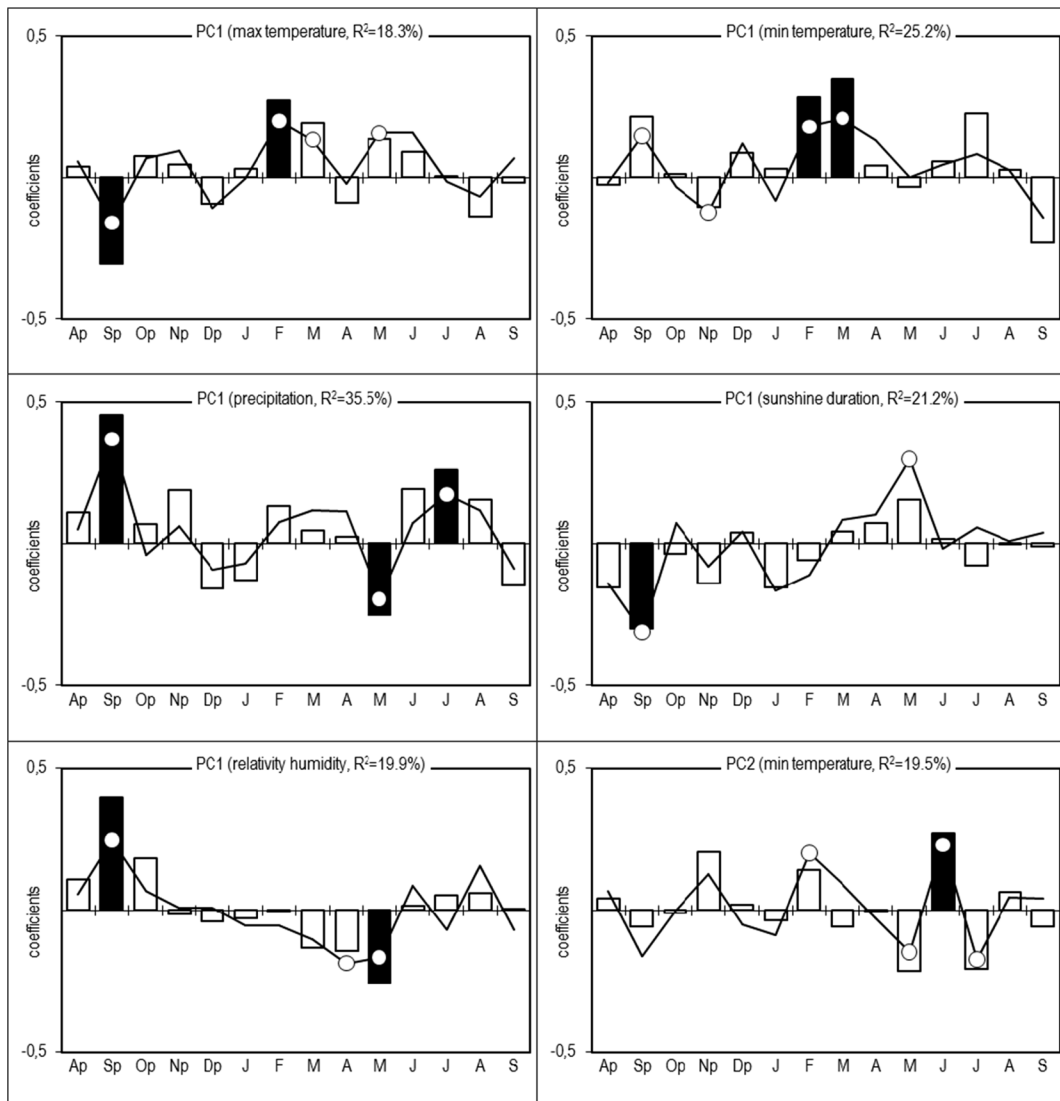 PC1 (max temperature, R²=18.3%)
0,5
coefficients
-0,5
Ap Sp Op Np Dp J F M A M J J A S
PC1 (min temperature, R²=25.2%)
0,5
coefficients
-0,5
Ap Sp Op Np Dp J F M A M J J A S
PC1 (precipitation, R²=35.5%)
0,5
coefficients
-0,5
Ap Sp Op Np Dp J F M A M J J A S
PC1 (sunshine duration, R²=21.2%)
0,5
coefficients
-0,5
Ap Sp Op Np Dp J F M A M J J A S
PC1 (relativity humidity, R²=19.9%)
0,5
coefficients
-0,5
Ap Sp Op Np Dp J F M A M J J A S
PC2 (min temperature, R²=19.5%)
0,5
coefficients
-0,5
Ap Sp Op Np Dp J F M A M J J A S